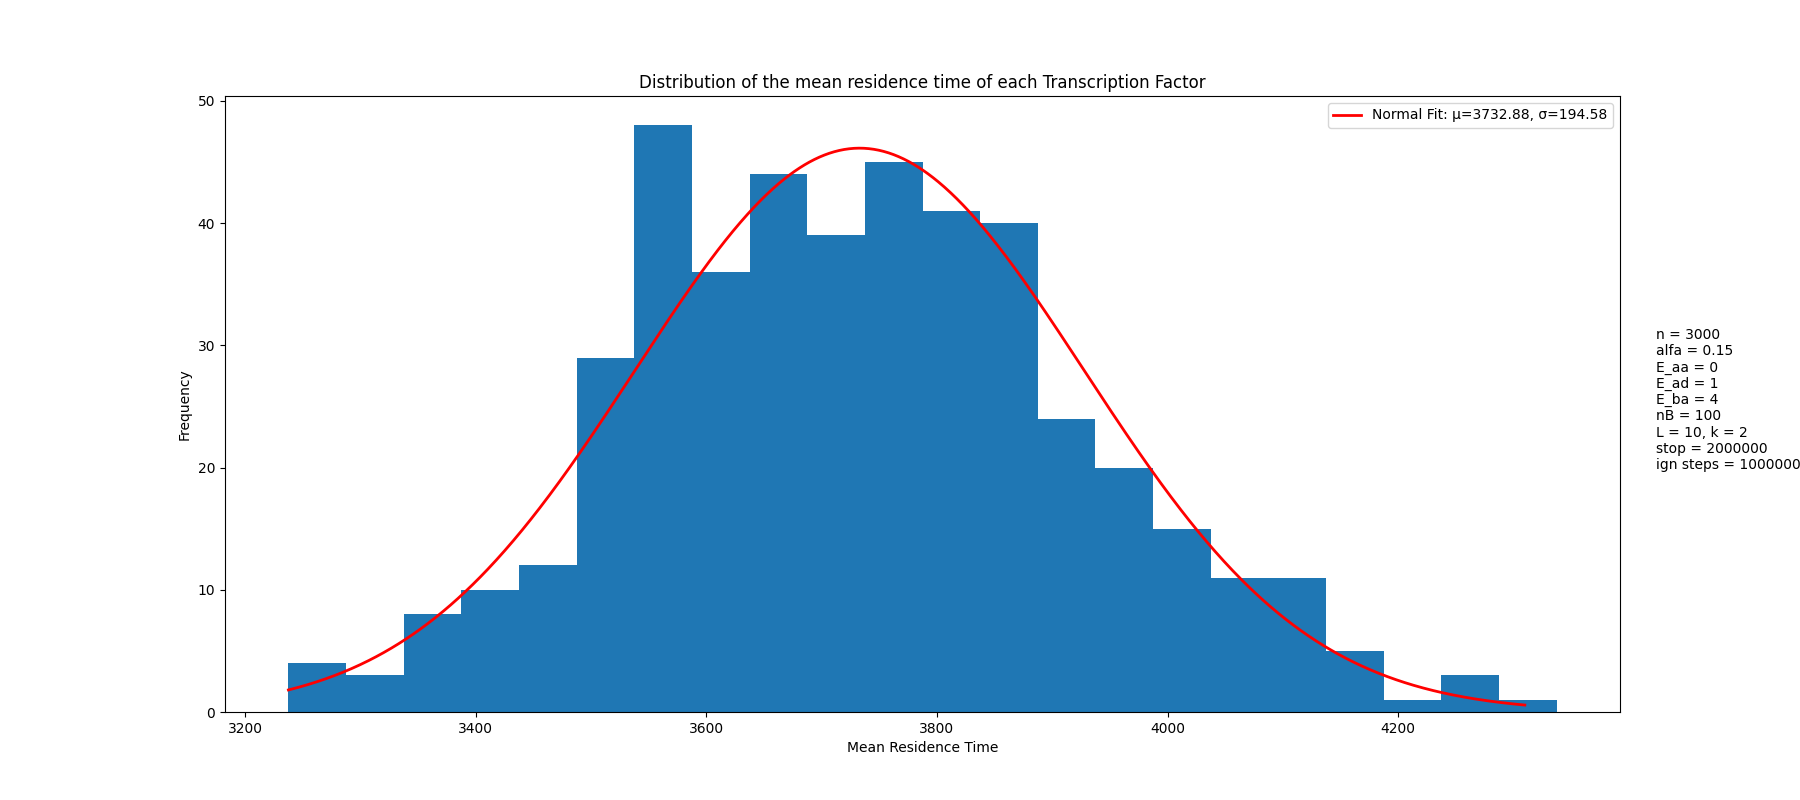 Distribution of the mean residence time of each Transcription Factor
Normal Fit: μ=3732.88, σ=194.58
50
40
30
20
10
0
Frequency
3200
3400
3600
3800
4000
4200
Mean Residence Time
n = 3000
alfa = 0.15
E_aa = 0
E_ad = 1
E_ba = 4
nB = 100
L = 10, k = 2
stop = 2000000
ign steps = 1000000